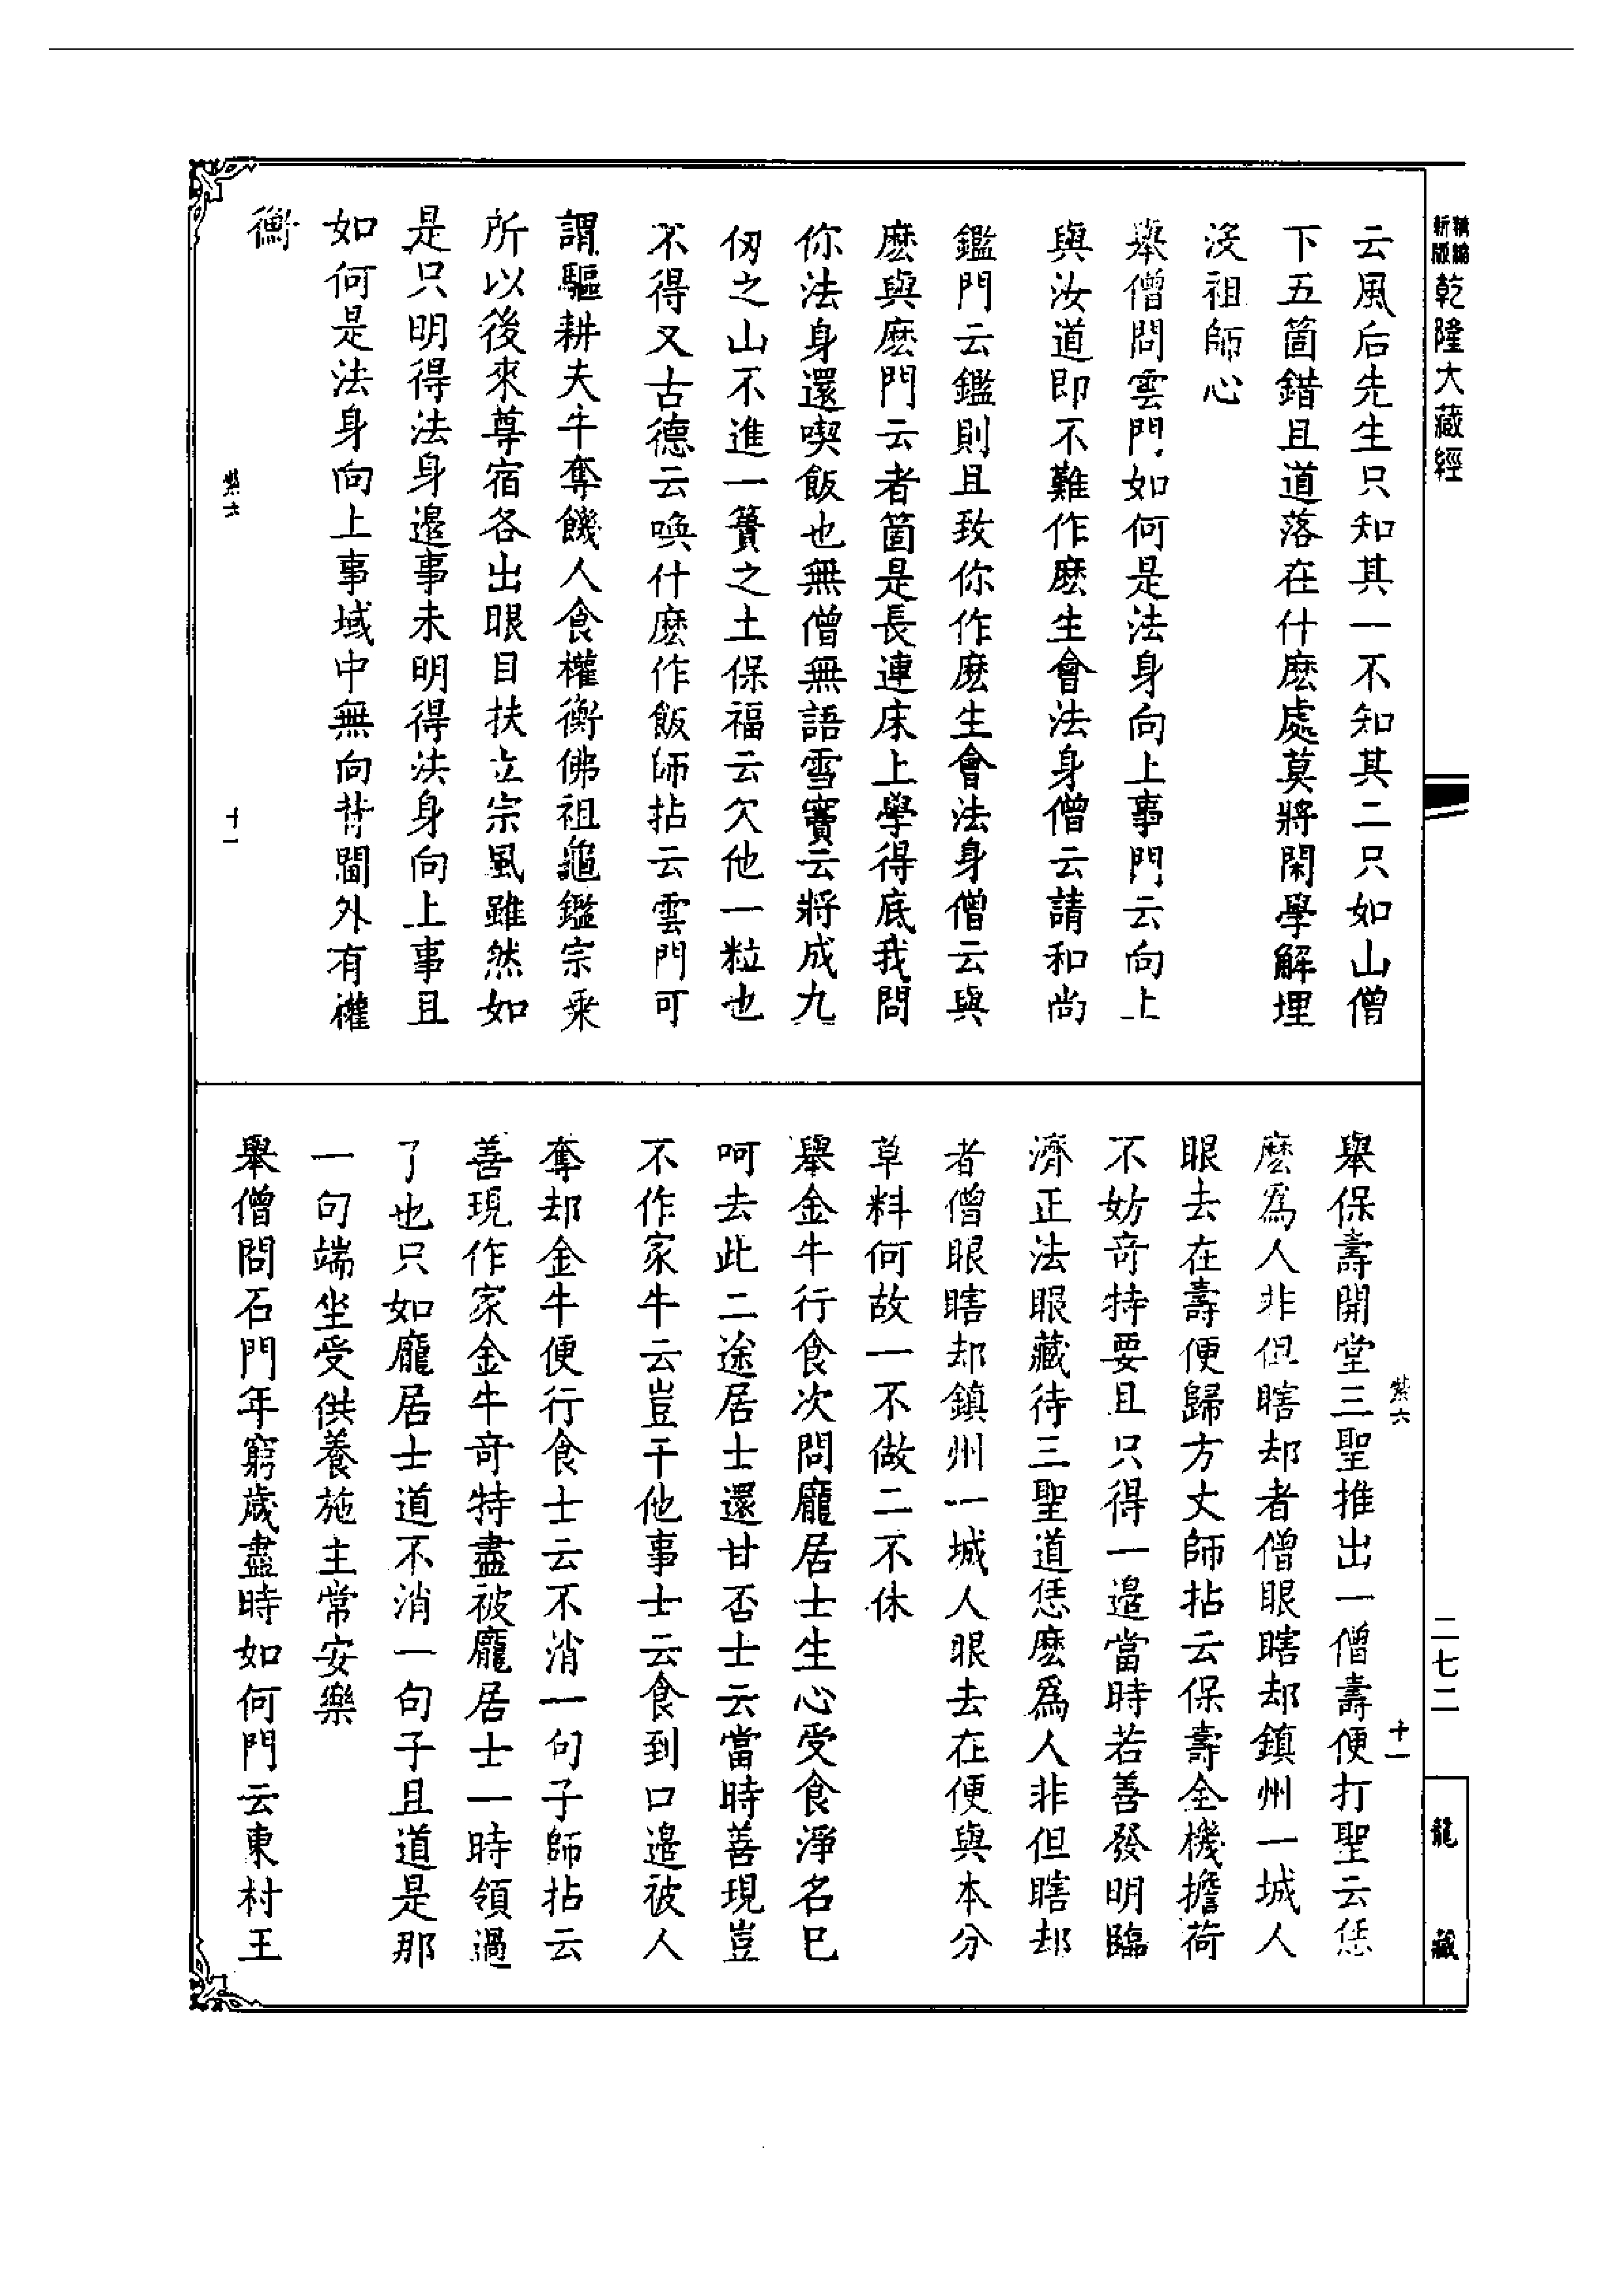 精編
新版
乾隆大藏經
云風后先生只知其一不知其二只如山僧
下五箇錯且道落在什麽處莫將閑學解埋
没祖師心
舉僧問雲門如何是法身向上事門云向上
與汝道即不難作麽生會法身僧云請和尚
鑑門云鑑則且致你作麽生會法身僧云與
麽與麽門云者箇是長連床上學得底我問
你法身還喫飯也無僧無語雪竇云將成九
仞之山不進一簣之土保福云欠他一粒也
不得又古德云喚什麽作飯師拈云雲門可
謂驅耕夫牛奪饑人食權衡佛祖龜鑑宗乘
所以後來尊宿各出眼目扶立宗風雖然如
是只明得法身邊事未明得法身向上事且
如何是法身向上事域中無向背閫外有權
衡
紫六
十一
紫六
十一
舉保壽開堂三聖推出一僧壽便打聖云恁
麽爲人非但瞎却者僧眼瞎却鎮州一城人
眼去在壽便歸方丈師拈云保壽全機擔荷
不妨奇特要且只得一邊當時若善發明臨
濟正法眼藏待三聖道恁麽爲人非但瞎却
者僧眼瞎却鎮州一城人眼去在便與本分
草料何故一不做二不休
舉金牛行食次問龐居士生心受食淨名已
呵去此二途居士還甘否士云當時善現豈
不作家牛云豈干他事士云食到口邊被人
奪却金牛便行食士云不消一句子師拈云
善現作家金牛奇特盡被龐居士一時領過
了也只如龐居士道不消一句子且道是那
一句端坐受供養施主常安樂
舉僧問石門年窮歲盡時如何門云東村王
二七二
龍藏